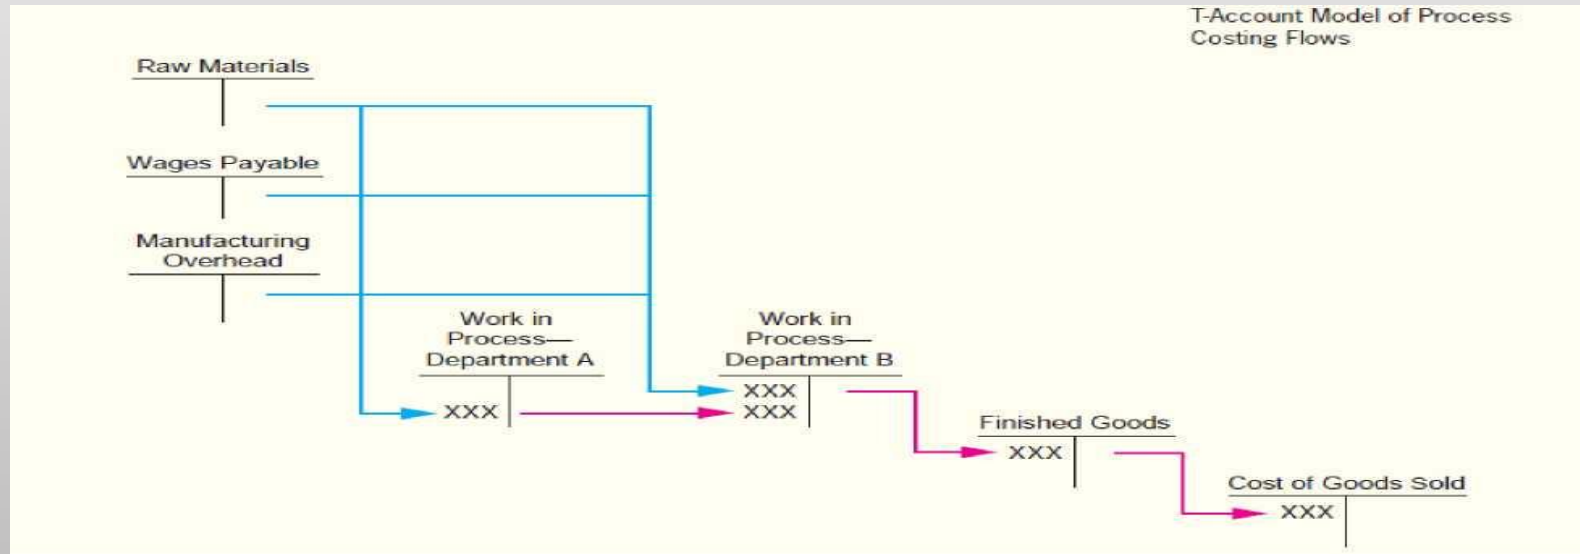 T-Account Model of Process
Costing Flows
Raw Materials
Wages Payable
Manufacturing
Overhead
Work in
Process—
Department A
XXX
Work in
Process—
Department B
XXX
XXX
Finished Goods
XXX
Cost of Goods Sold
XXX